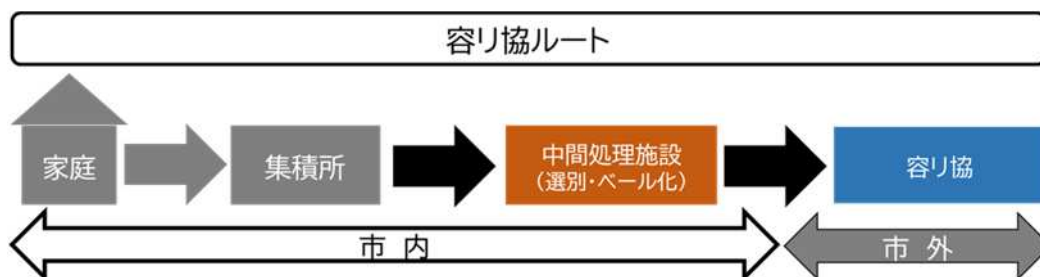 容リ協ルート
家庭
集積所
中間処理施設
（選別・ベール化）
容リ協
市 内
市 外